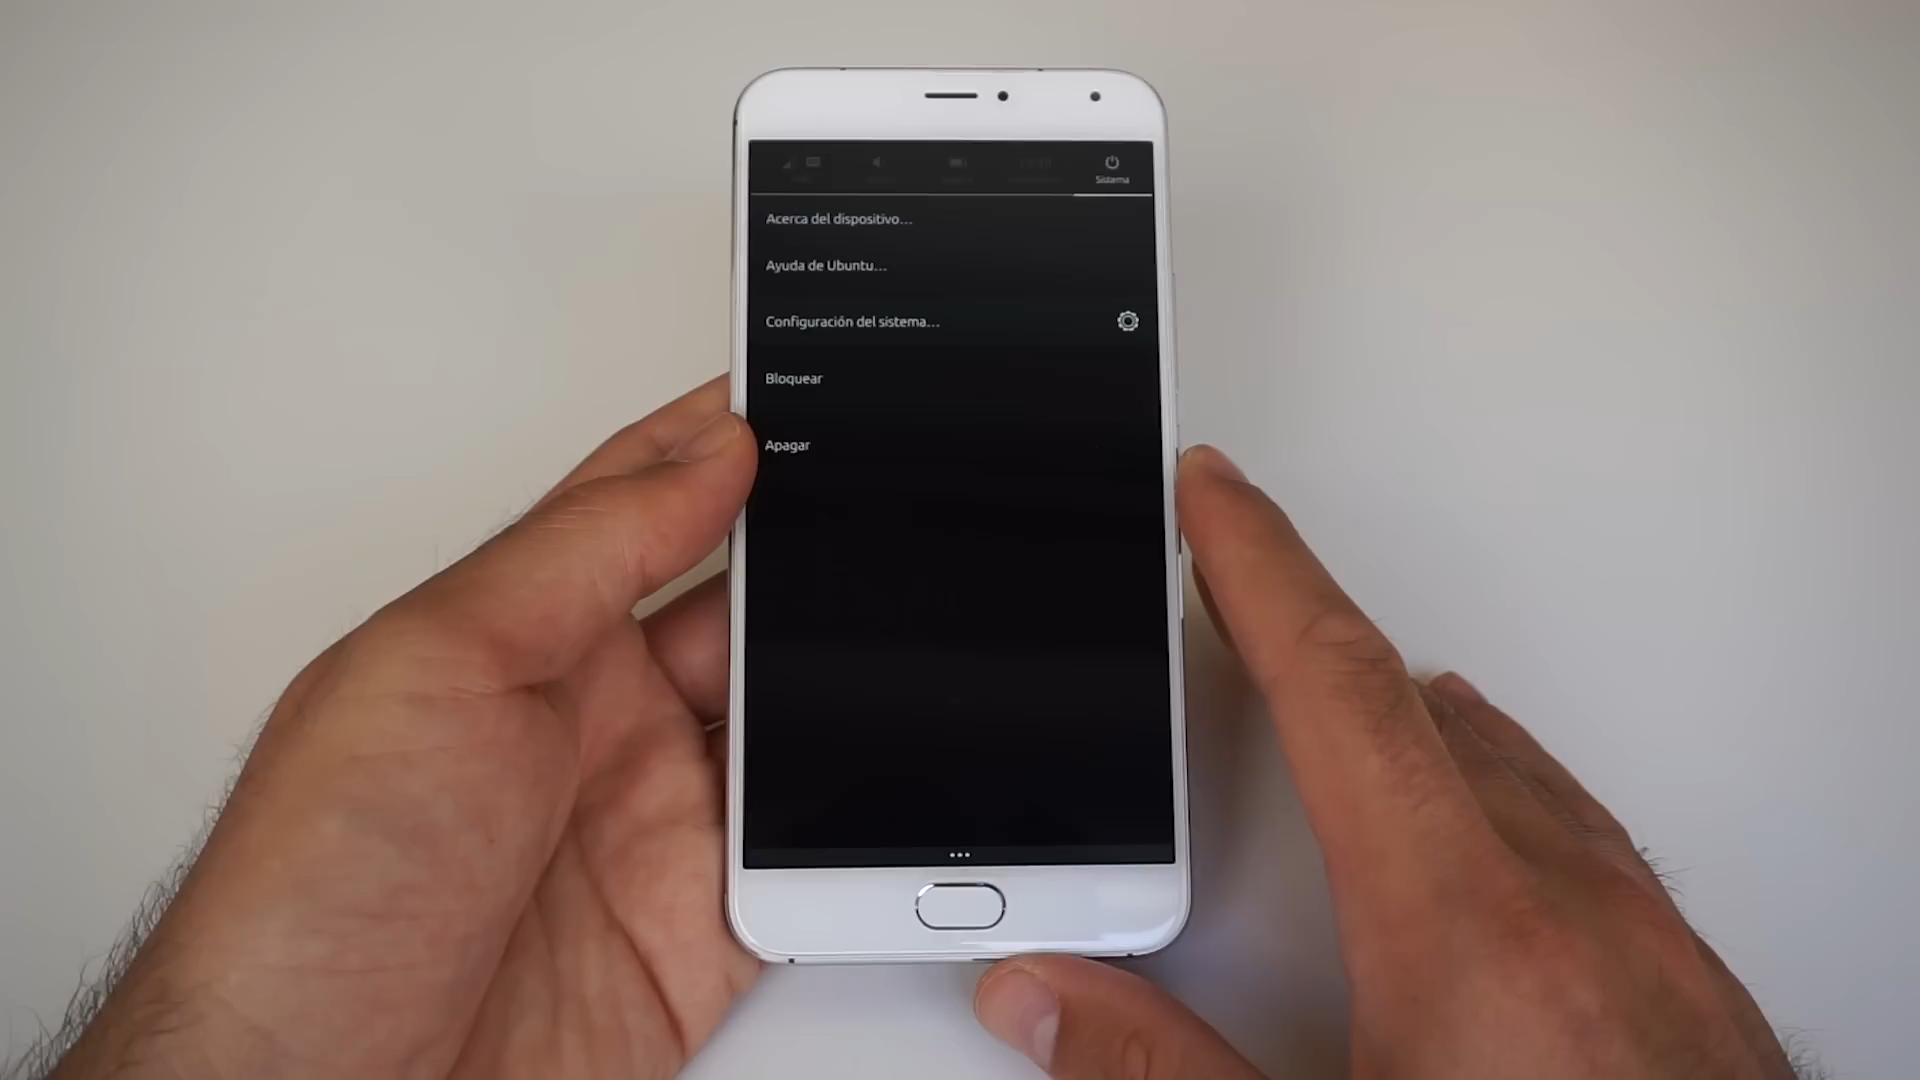 Sistema
Acerca del dispositivo...
Ayuda de Ubuntu...
Configuración del sistema...
Bloquear
Apagar